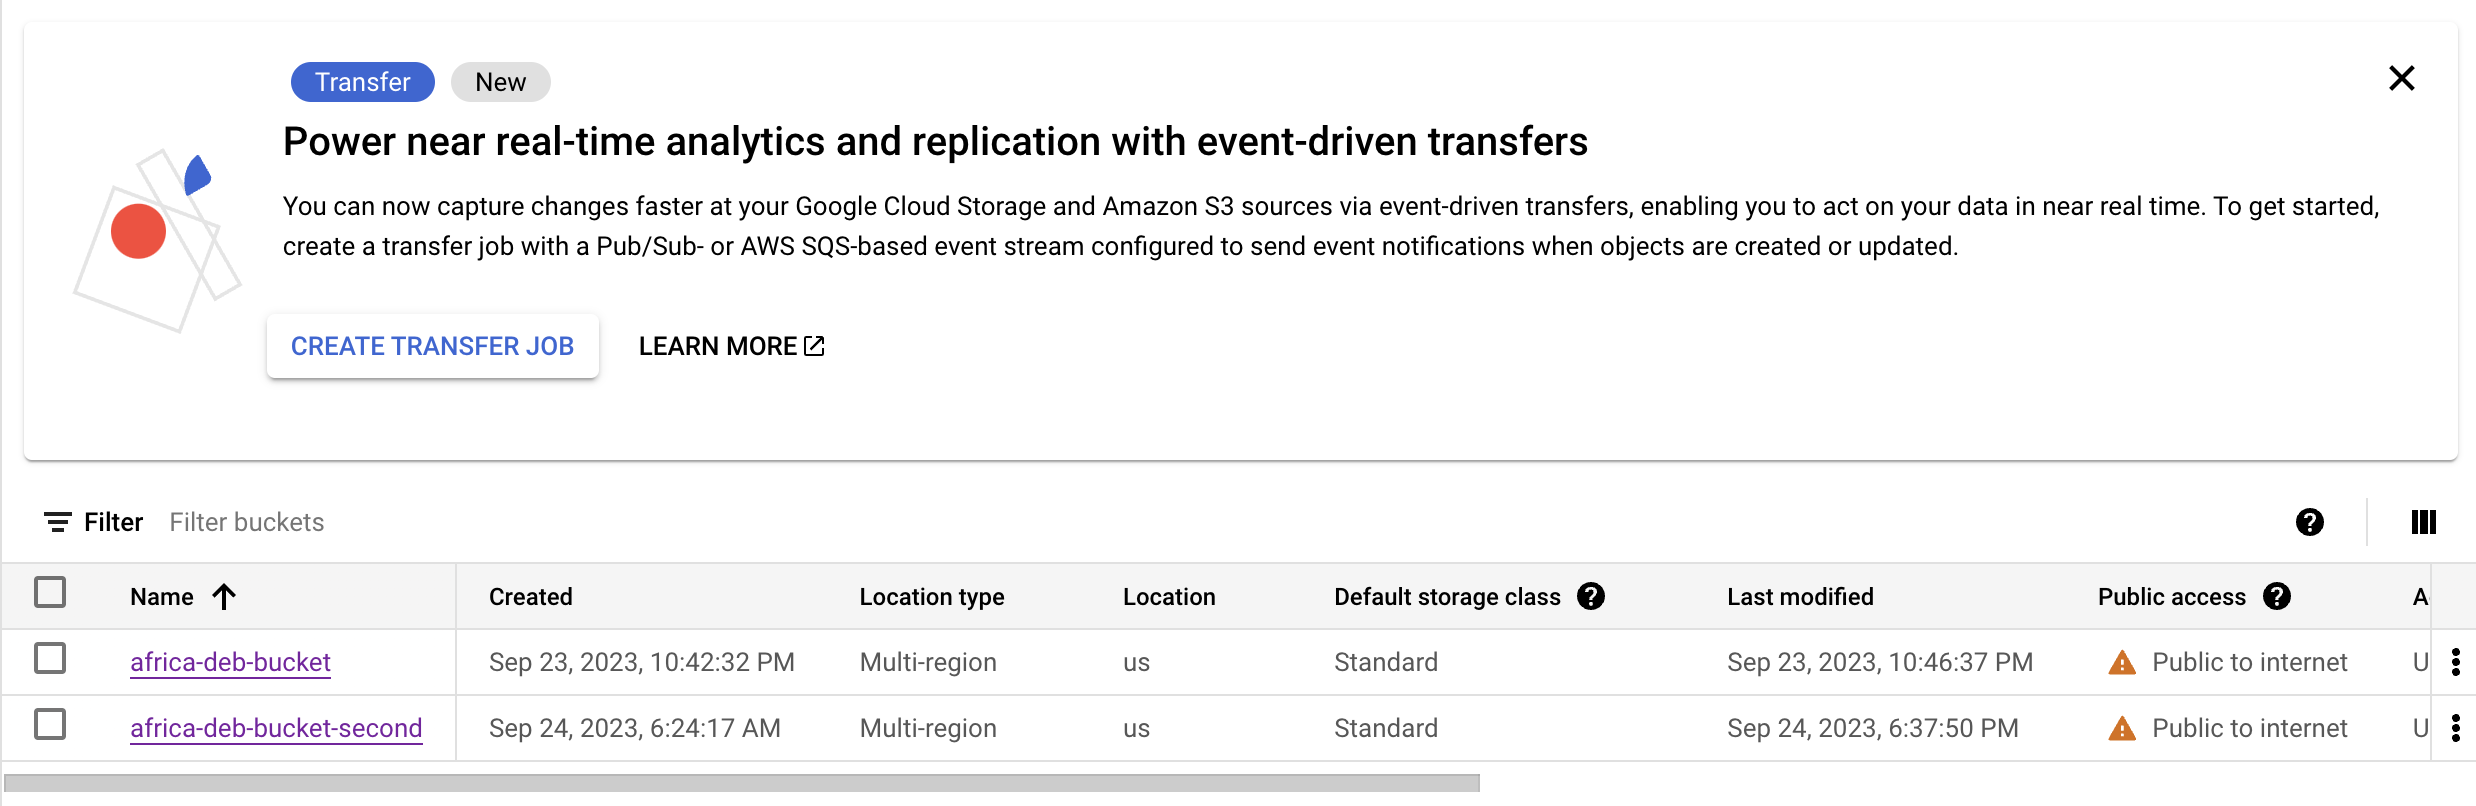 Transfer New
Power near real-time analytics and replication with event-driven transfers
You can now capture changes faster at your Google Cloud Storage and Amazon S3 sources via event-driven transfers, enabling you to act on your data in near real time. To get started,
create a transfer job with a Pub/Sub- or AWS SQS-based event stream configured to send event notifications when objects are created or updated.
CREATE TRANSFER JOB LEARN MORE
Filter Filter buckets
Name Created Location type Location Default storage class Last modified Public access A
africa-deb-bucket Sep 23, 2023, 10:42:32 PM Multi-region us Standard Sep 23, 2023, 10:46:37 PM Public to internet U
africa-deb-bucket-second Sep 24, 2023, 6:24:17 AM Multi-region us Standard Sep 24, 2023, 6:37:50 PM Public to internet U